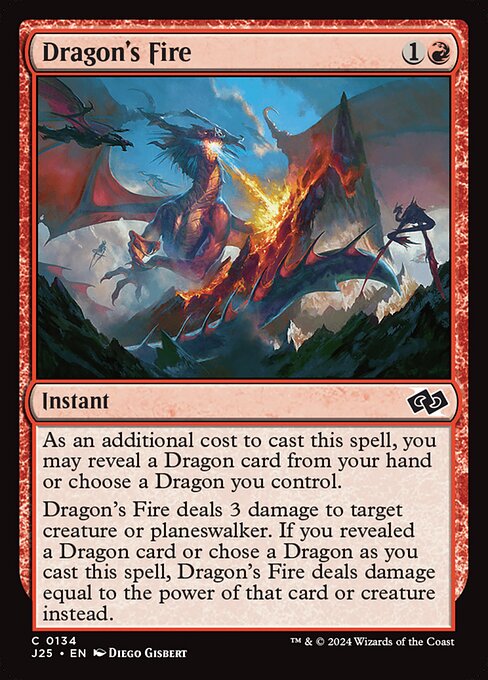 Dragon's Fire 1
Instant
As an additional cost to cast this spell, you
may reveal a Dragon card from your hand
or choose a Dragon you control.
Dragon's Fire deals 3 damage to target
creature or planeswalker. If you revealed
a Dragon card or chose a Dragon as you
cast this spell, Dragon's Fire deals damage
equal to the power of that card or creature
instead.
C 0134
J25 • EN Diego Gisbert
™ & © 2024 Wizards of the Coast